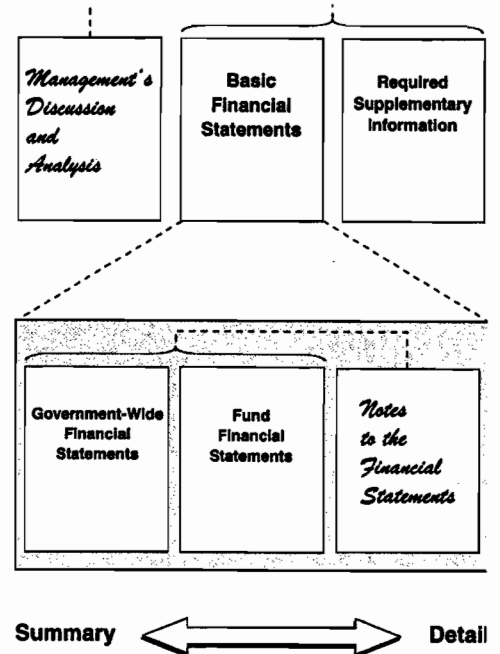 Management's
Discussion
and
Analysis
Basic
Financial
Statements
Required
Supplementary
Information
Government-Wide
Financial
Statements
Fund
Financial
Statements
Notes
to the
Financial
Statements
Summary
Detail